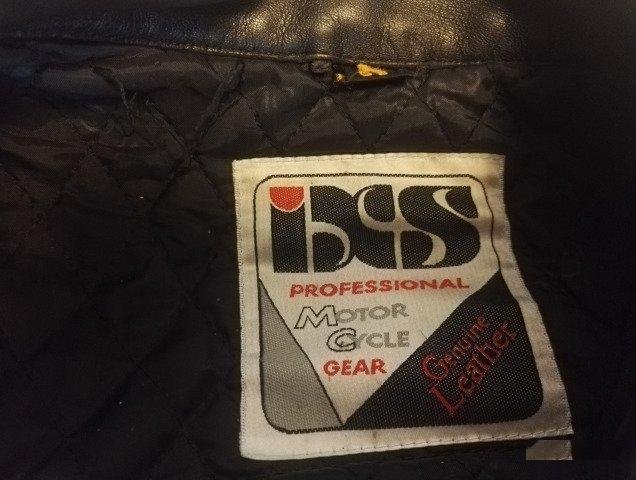 iXS
PROFESSIONAL
MOTOR
CYCLE
GEAR
Genuine
Leather